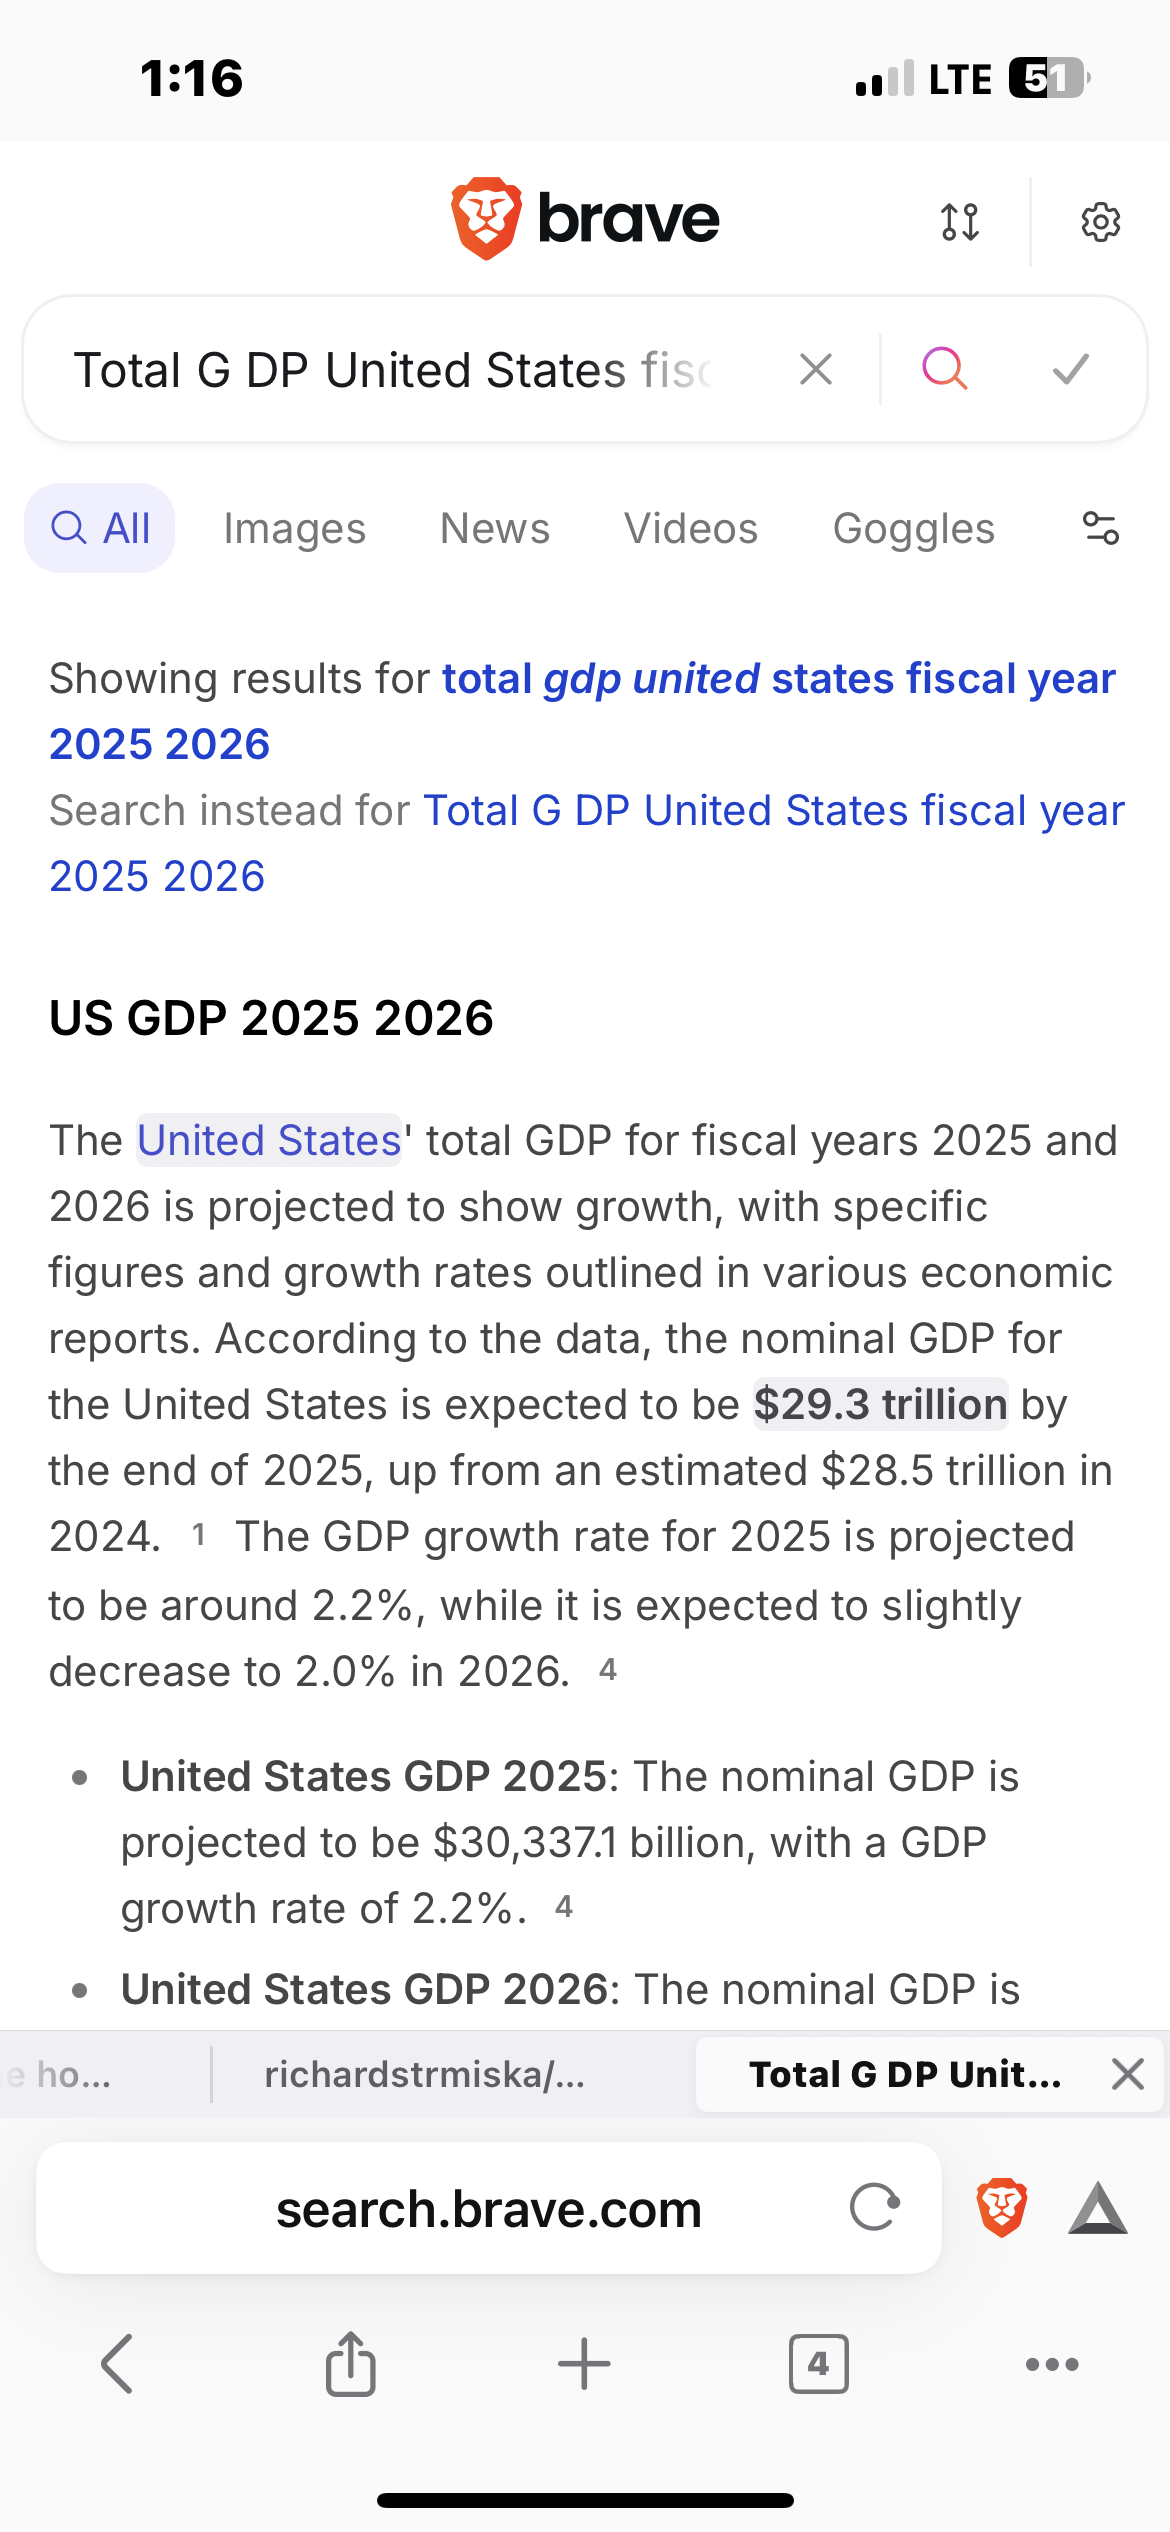 1:16
LTE 51
brave
Total G DP United States fisc
All Images News Videos Goggles
Showing results for total gdp united states fiscal year
2025 2026
Search instead for Total G DP United States fiscal year
2025 2026
US GDP 2025 2026
The United States' total GDP for fiscal years 2025 and
2026 is projected to show growth, with specific
figures and growth rates outlined in various economic
reports. According to the data, the nominal GDP for
the United States is expected to be $29.3 trillion by
the end of 2025, up from an estimated $28.5 trillion in
2024. 1 The GDP growth rate for 2025 is projected
to be around 2.2%, while it is expected to slightly
decrease to 2.0% in 2026. 4
• United States GDP 2025: The nominal GDP is
projected to be $30,337.1 billion, with a GDP
growth rate of 2.2%. 4
• United States GDP 2026: The nominal GDP is
e ho... richardstrmiska/... Total G DP Unit...
search.brave.com
4